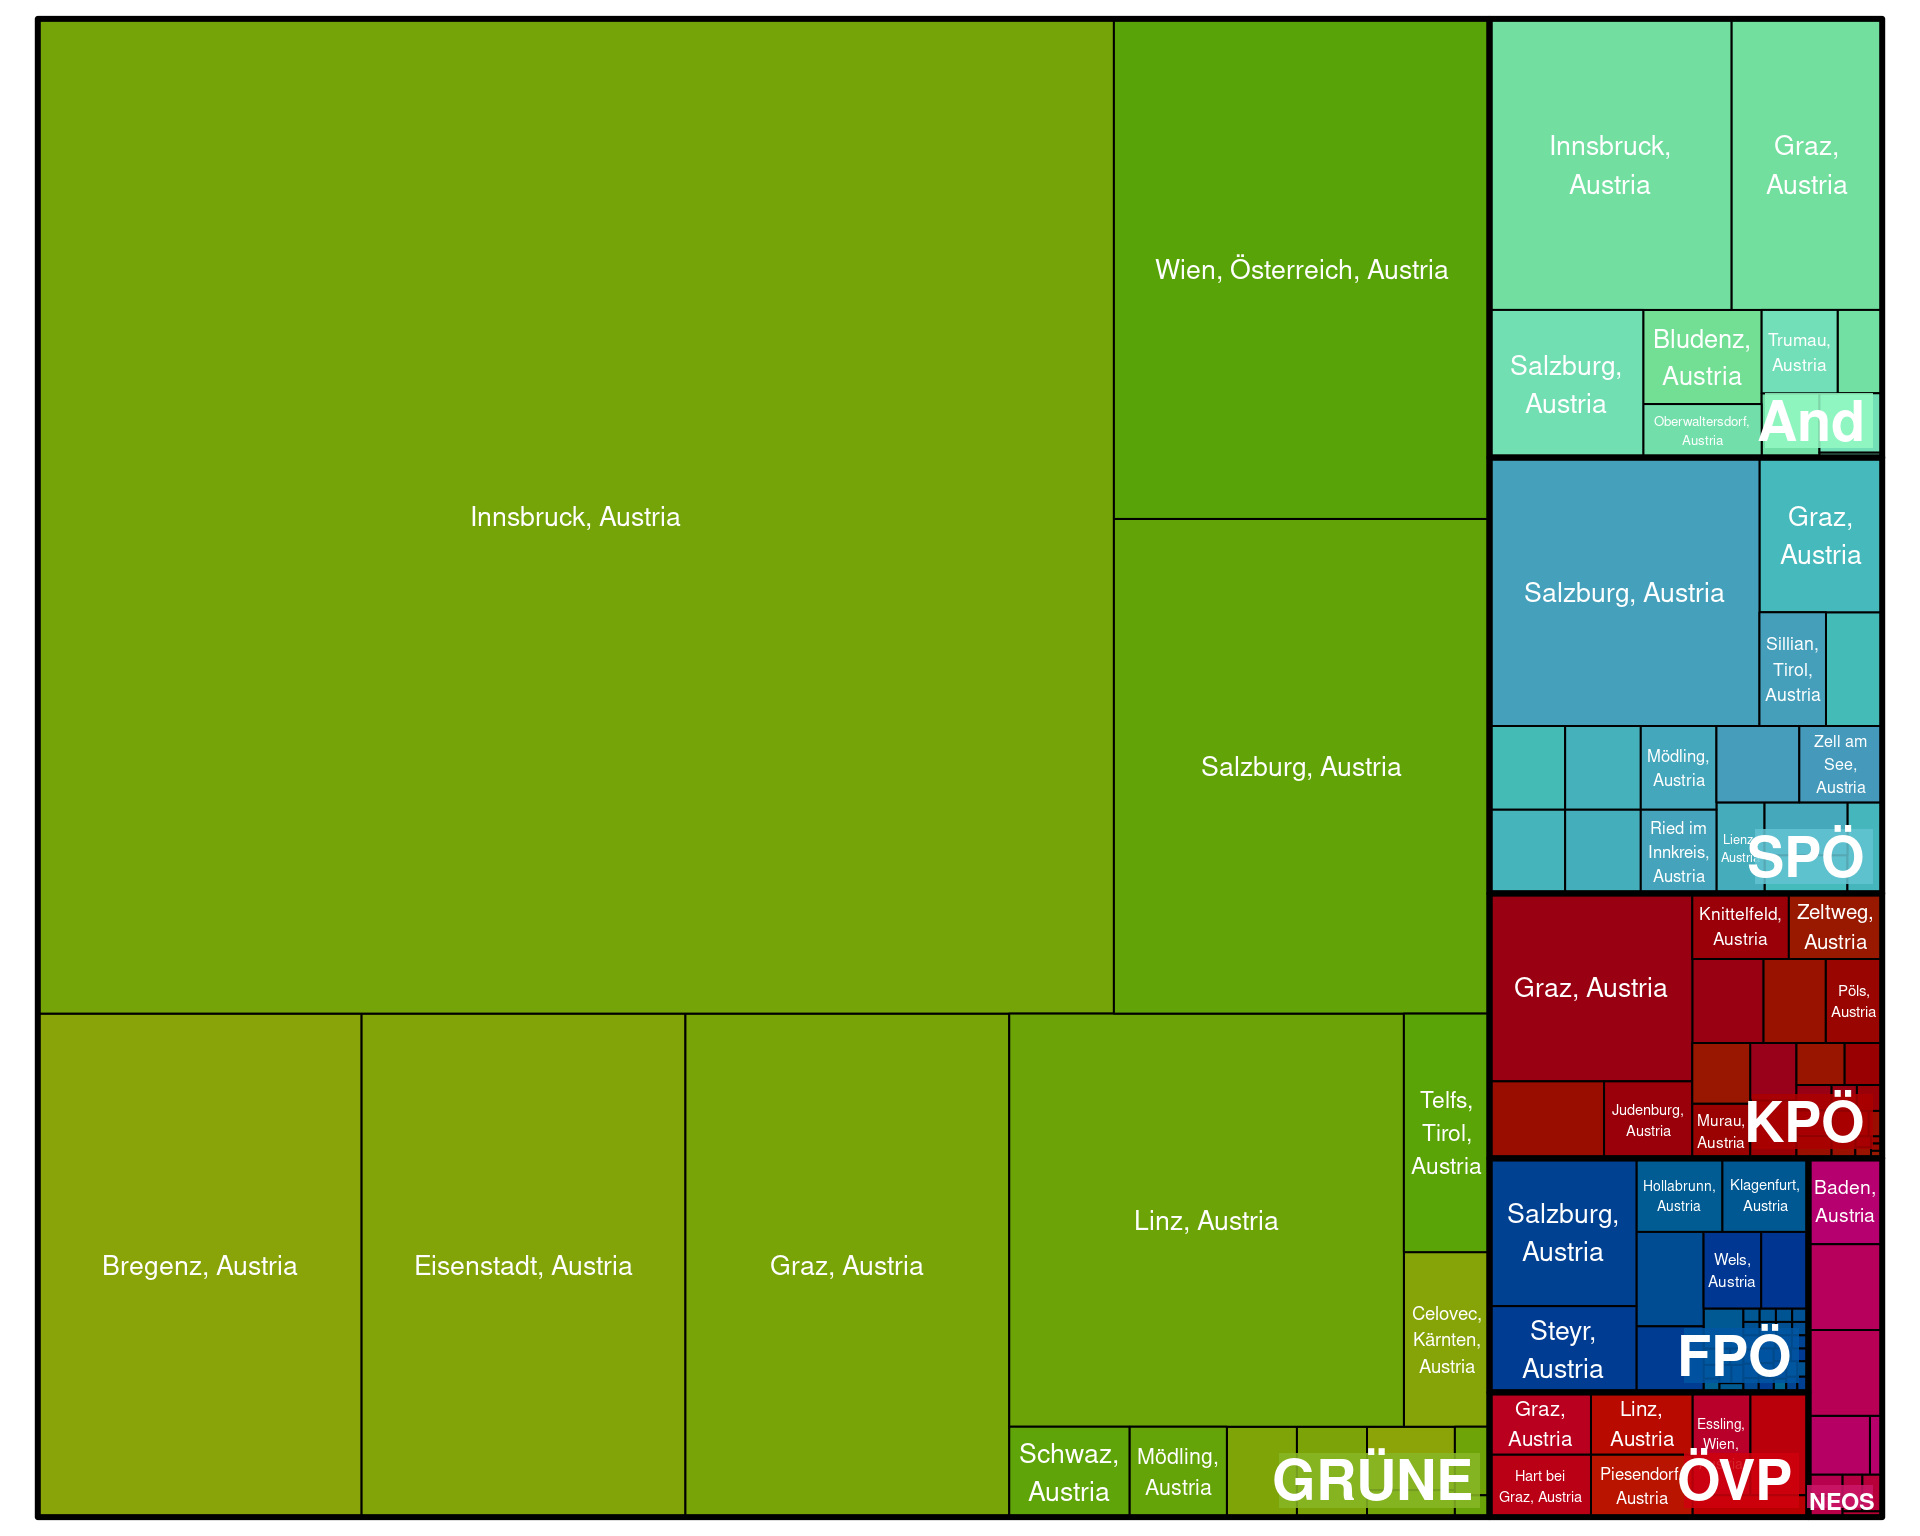 Innsbruck, Austria
Wien, Österreich, Austria
Salzburg, Austria
Bregenz, Austria
Eisenstadt, Austria
Graz, Austria
Linz, Austria
Telfs,
Tirol,
Austria
Celovec,
Kärnten,
Austria
Schwaz,
Austria
Mödling,
Austria
GRÜNE
Innsbruck,
Austria
Graz,
Austria
Salzburg,
Austria
Bludenz,
Austria
Trumau,
Austria
Oberwaltersdorf,
Austria
And
Salzburg, Austria
Graz,
Austria
Sillian,
Tirol,
Austria
Mödling,
Austria
Zell am
See,
Austria
Ried im
Innkreis,
Austria
Lienz,
Austria
SPÖ
Graz, Austria
Knittelfeld,
Austria
Zeltweg,
Austria
Pöls,
Austria
Judenburg,
Austria
Murau,
Austria
KPÖ
Salzburg,
Austria
Hollabrunn,
Austria
Klagenfurt,
Austria
Wels,
Austria
Steyr,
Austria
FPÖ
Baden,
Austria
NEOS
Graz,
Austria
Linz,
Austria
Essling,
Wien,
Hart bei
Graz, Austria
Piesendorf,
Austria
ÖVP